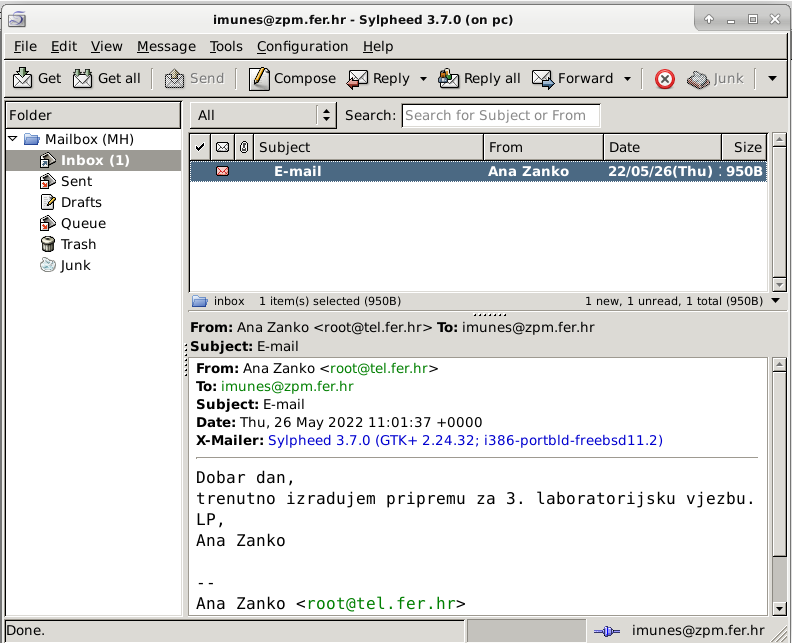 imunes@zpm.fer.hr - Sylpheed 3.7.0 (on pc)
File Edit View Message Tools Configuration Help
Get Get all Send Compose Reply Reply all Forward Junk
Folder
Mailbox (MH)
Inbox (1)
Sent
Drafts
Queue
Trash
Junk
All Search: Search for Subject or From
Subject From Date Size
E-mail Ana Zanko 22/05/26(Thu) 950B
inbox 1 item(s) selected (950B) 1 new, 1 unread, 1 total (950B)
From: Ana Zanko <root@tel.fer.hr> To: imunes@zpm.fer.hr
Subject: E-mail
From: Ana Zanko <root@tel.fer.hr>
To: imunes@zpm.fer.hr
Subject: E-mail
Date: Thu, 26 May 2022 11:01:37 +0000
X-Mailer: Sylpheed 3.7.0 (GTK+ 2.24.32; i386-portbld-freebsd11.2)
Dobar dan,
trenutno izradujem pripremu za 3. laboratorijsku vjezbu.
LP,
Ana Zanko
--
Ana Zanko <root@tel.fer.hr>
Done. imunes@zpm.fer.hr